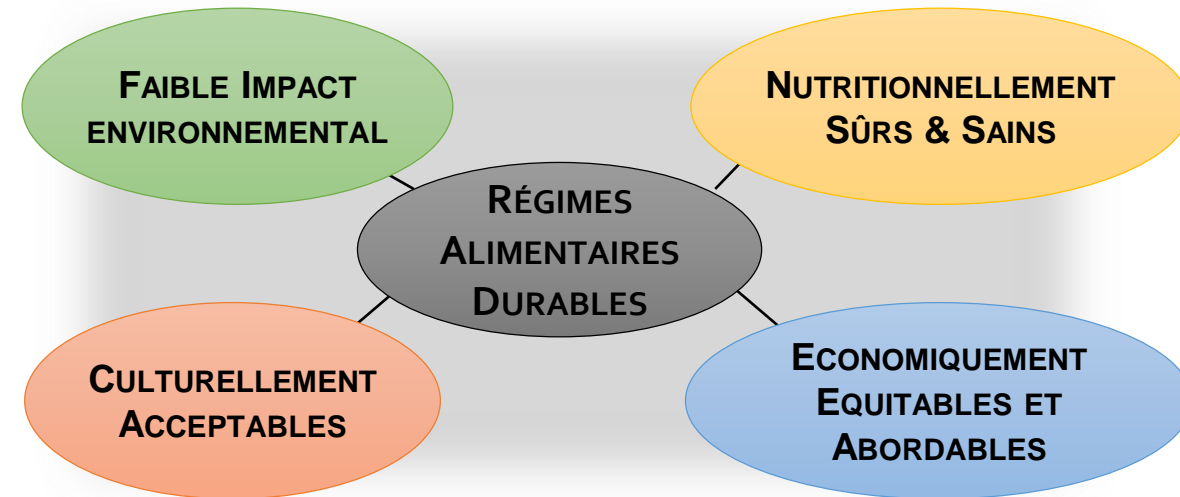 FAIBLE IMPACT
ENVIRONNEMENTAL
NUTRITIONNELLEMENT
SÛRS & SAINS
RÉGIMES
ALIMENTAIRES
DURABLES
CULTURELLEMENT
ACCEPTABLES
ECONOMIQUEMENT
EQUITABLES ET
ABORDABLES